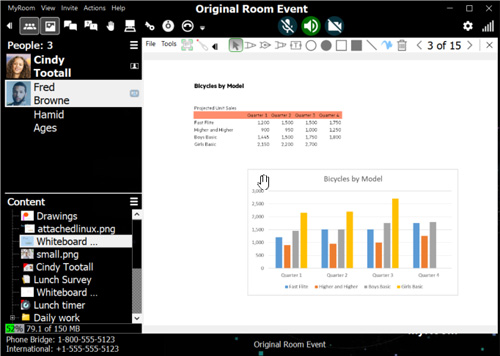 MyRoom View Invite Actions Help
Original Room Event
People: 3
Cindy
Tootall
Fred
Browne
Hamid
Ages
File Tools
3 of 15
Bicycles by Model
Projected Unit Sales
Quarter 1 Quarter 2 Quarter 3 Quarter 4
Fast Flite 1,200 1,500 1,500 1,750
Higher and Higher 900 950 1,000 1,250
Boys Basic 1,445 1,500 1,750 1,800
Girls Basic 2,150 2,200 2,700
Bicycles by Model
3,000
2,500
2,000
1,500
1,000
500
0
Quarter 1 Quarter 2 Quarter 3 Quarter 4
Fast Flite Higher and Higher Boys Basic Girls Basic
Content
Drawings
attachedlinux.png
Whiteboard ...
small.png
Cindy Tootall
Lunch Survey
Whiteboard ...
Lunch timer
Daily work
52% 79.1 of 150 MB
Phone Bridge: 1-800-555-5123
International: +1-555-555-5123
Original Room Event